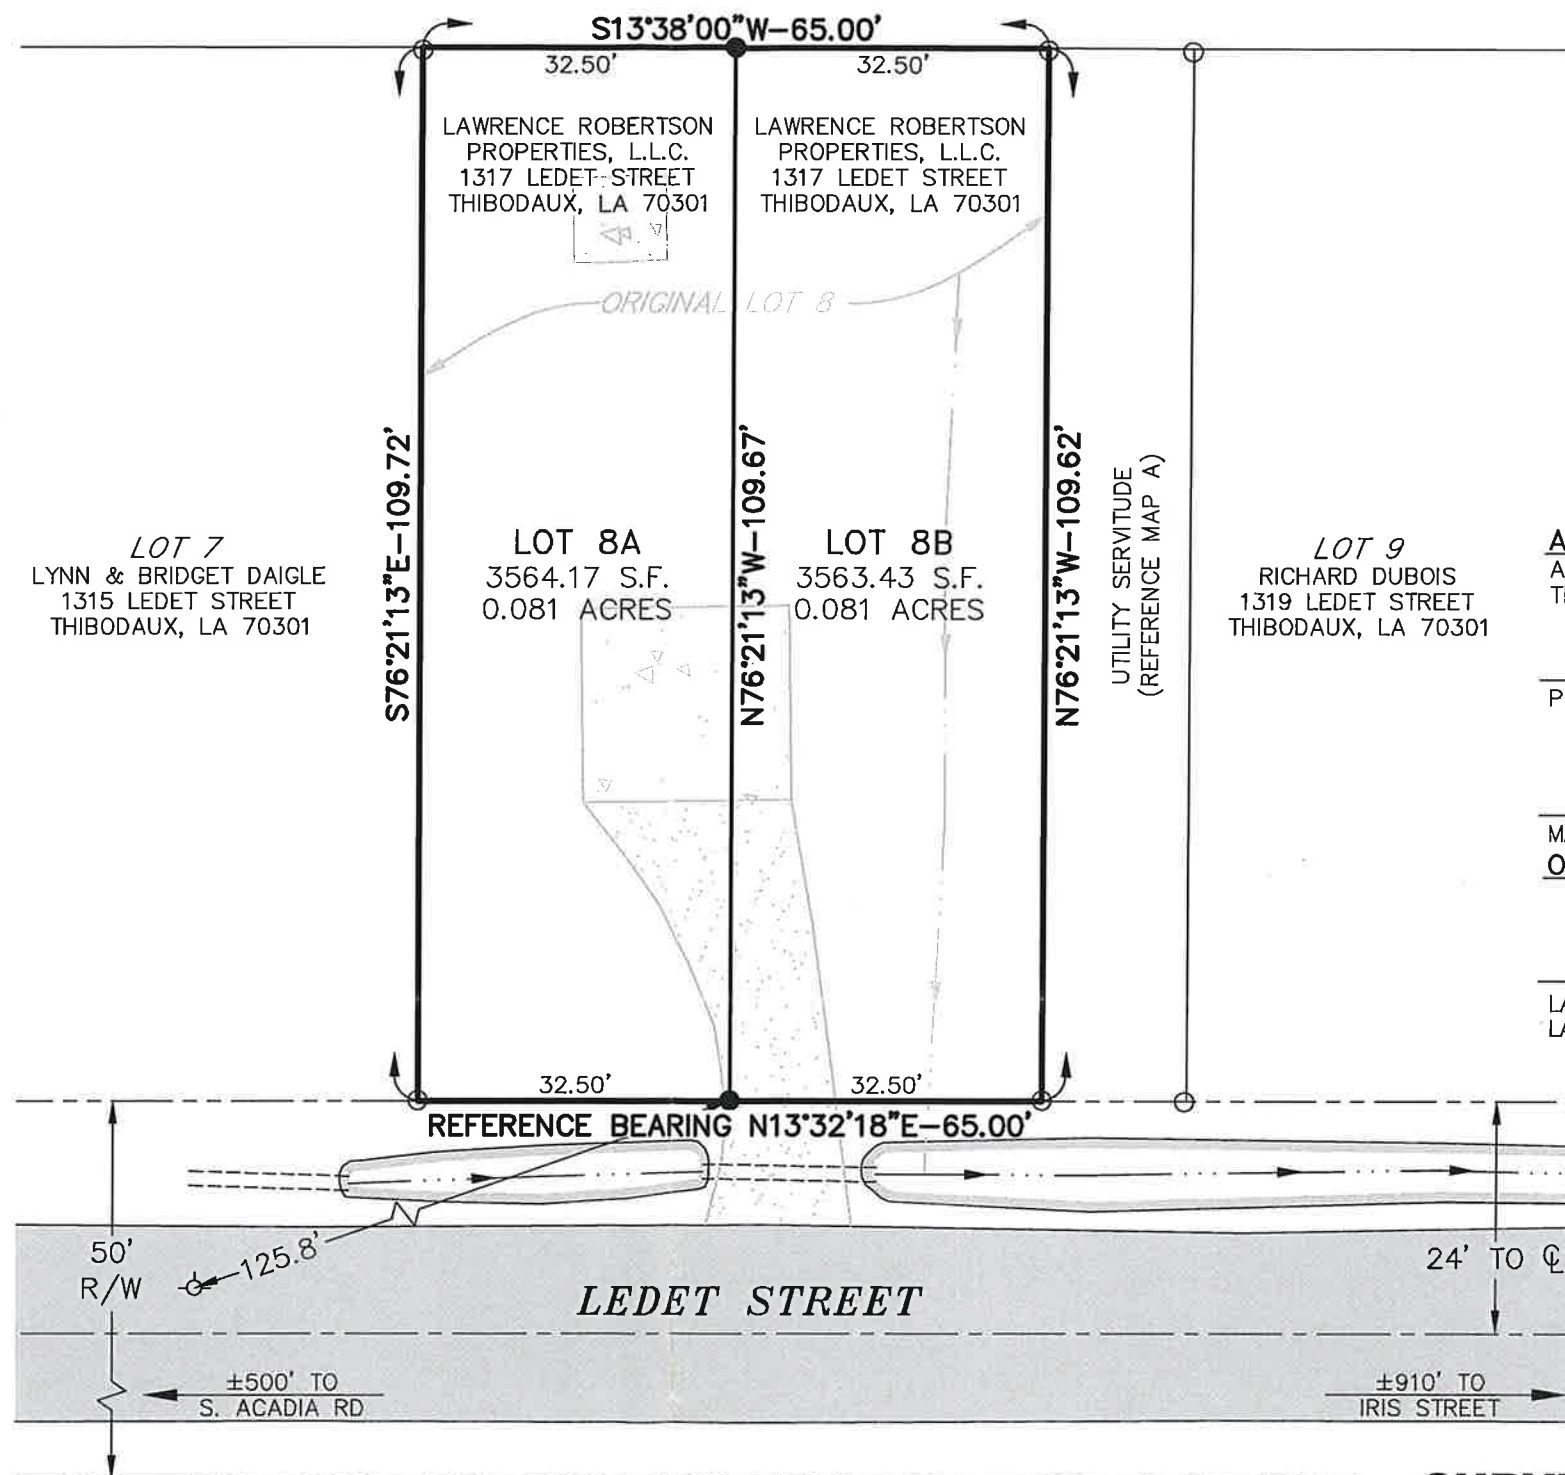 S13°38'00"W-65.00'
32.50'
32.50'
LAWRENCE ROBERTSON
PROPERTIES, L.L.C.
1317 LEDET STREET
THIBODAUX, LA 70301
LAWRENCE ROBERTSON
PROPERTIES, L.L.C.
1317 LEDET STREET
THIBODAUX, LA 70301
ORIGINAL LOT 8
S76°21'13"E-109.72'
N76°21'13"W-109.67'
N76°21'13"W-109.62'
UTILITY SERVITUDE
(REFERENCE MAP A)
LOT 7
LYNN & BRIDGET DAIGLE
1315 LEDET STREET
THIBODAUX, LA 70301
LOT 8A
3564.17 S.F.
0.081 ACRES
LOT 8B
3563.43 S.F.
0.081 ACRES
LOT 9
RICHARD DUBOIS
1319 LEDET STREET
THIBODAUX, LA 70301
A
A
P
O
LA
LA
32.50'
32.50'
REFERENCE BEARING N13°32'18"E-65.00'
50'
R/W
125.8'
24' TO ℄
LEDET STREET
±500' TO
S. ACADIA RD
±910' TO
IRIS STREET